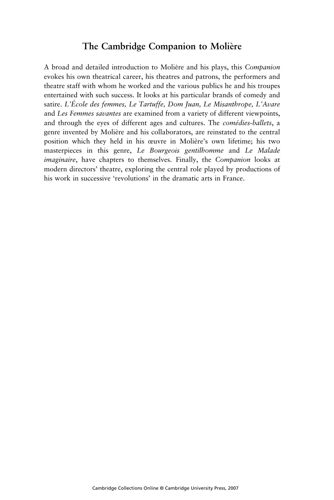 The Cambridge Companion to Molière
A broad and detailed introduction to Molière and his plays, this Companion
evokes his own theatrical career, his theatres and patrons, the performers and
theatre staff with whom he worked and the various publics he and his troupes
entertained with such success. It looks at his particular brands of comedy and
satire. L'École des femmes, Le Tartuffe, Dom Juan, Le Misanthrope, L'Avare
and Les Femmes savantes are examined from a variety of different viewpoints,
and through the eyes of different ages and cultures. The comédies-ballets, a
genre invented by Molière and his collaborators, are reinstated to the central
position which they held in his œuvre in Molière's own lifetime; his two
masterpieces in this genre, Le Bourgeois gentilhomme and Le Malade
imaginaire, have chapters to themselves. Finally, the Companion looks at
modern directors' theatre, exploring the central role played by productions of
his work in successive 'revolutions' in the dramatic arts in France.
Cambridge Collections Online © Cambridge University Press, 2007